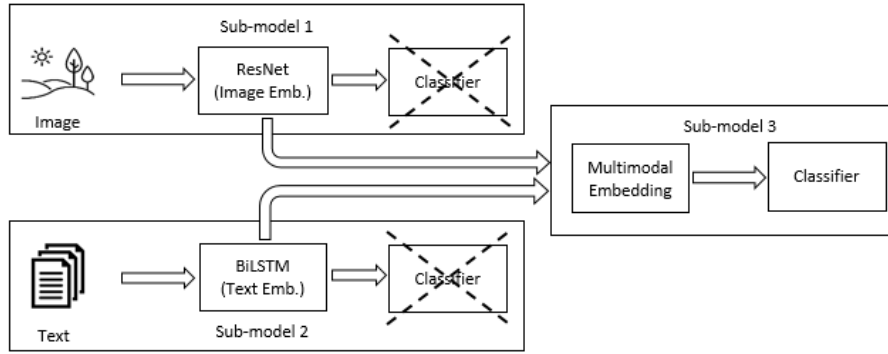 Sub-model 1
ResNet
(Image Emb.)
Classifier
Image
Sub-model 3
Multimodal
Embedding
Classifier
BiLSTM
(Text Emb.)
Classifier
Text
Sub-model 2